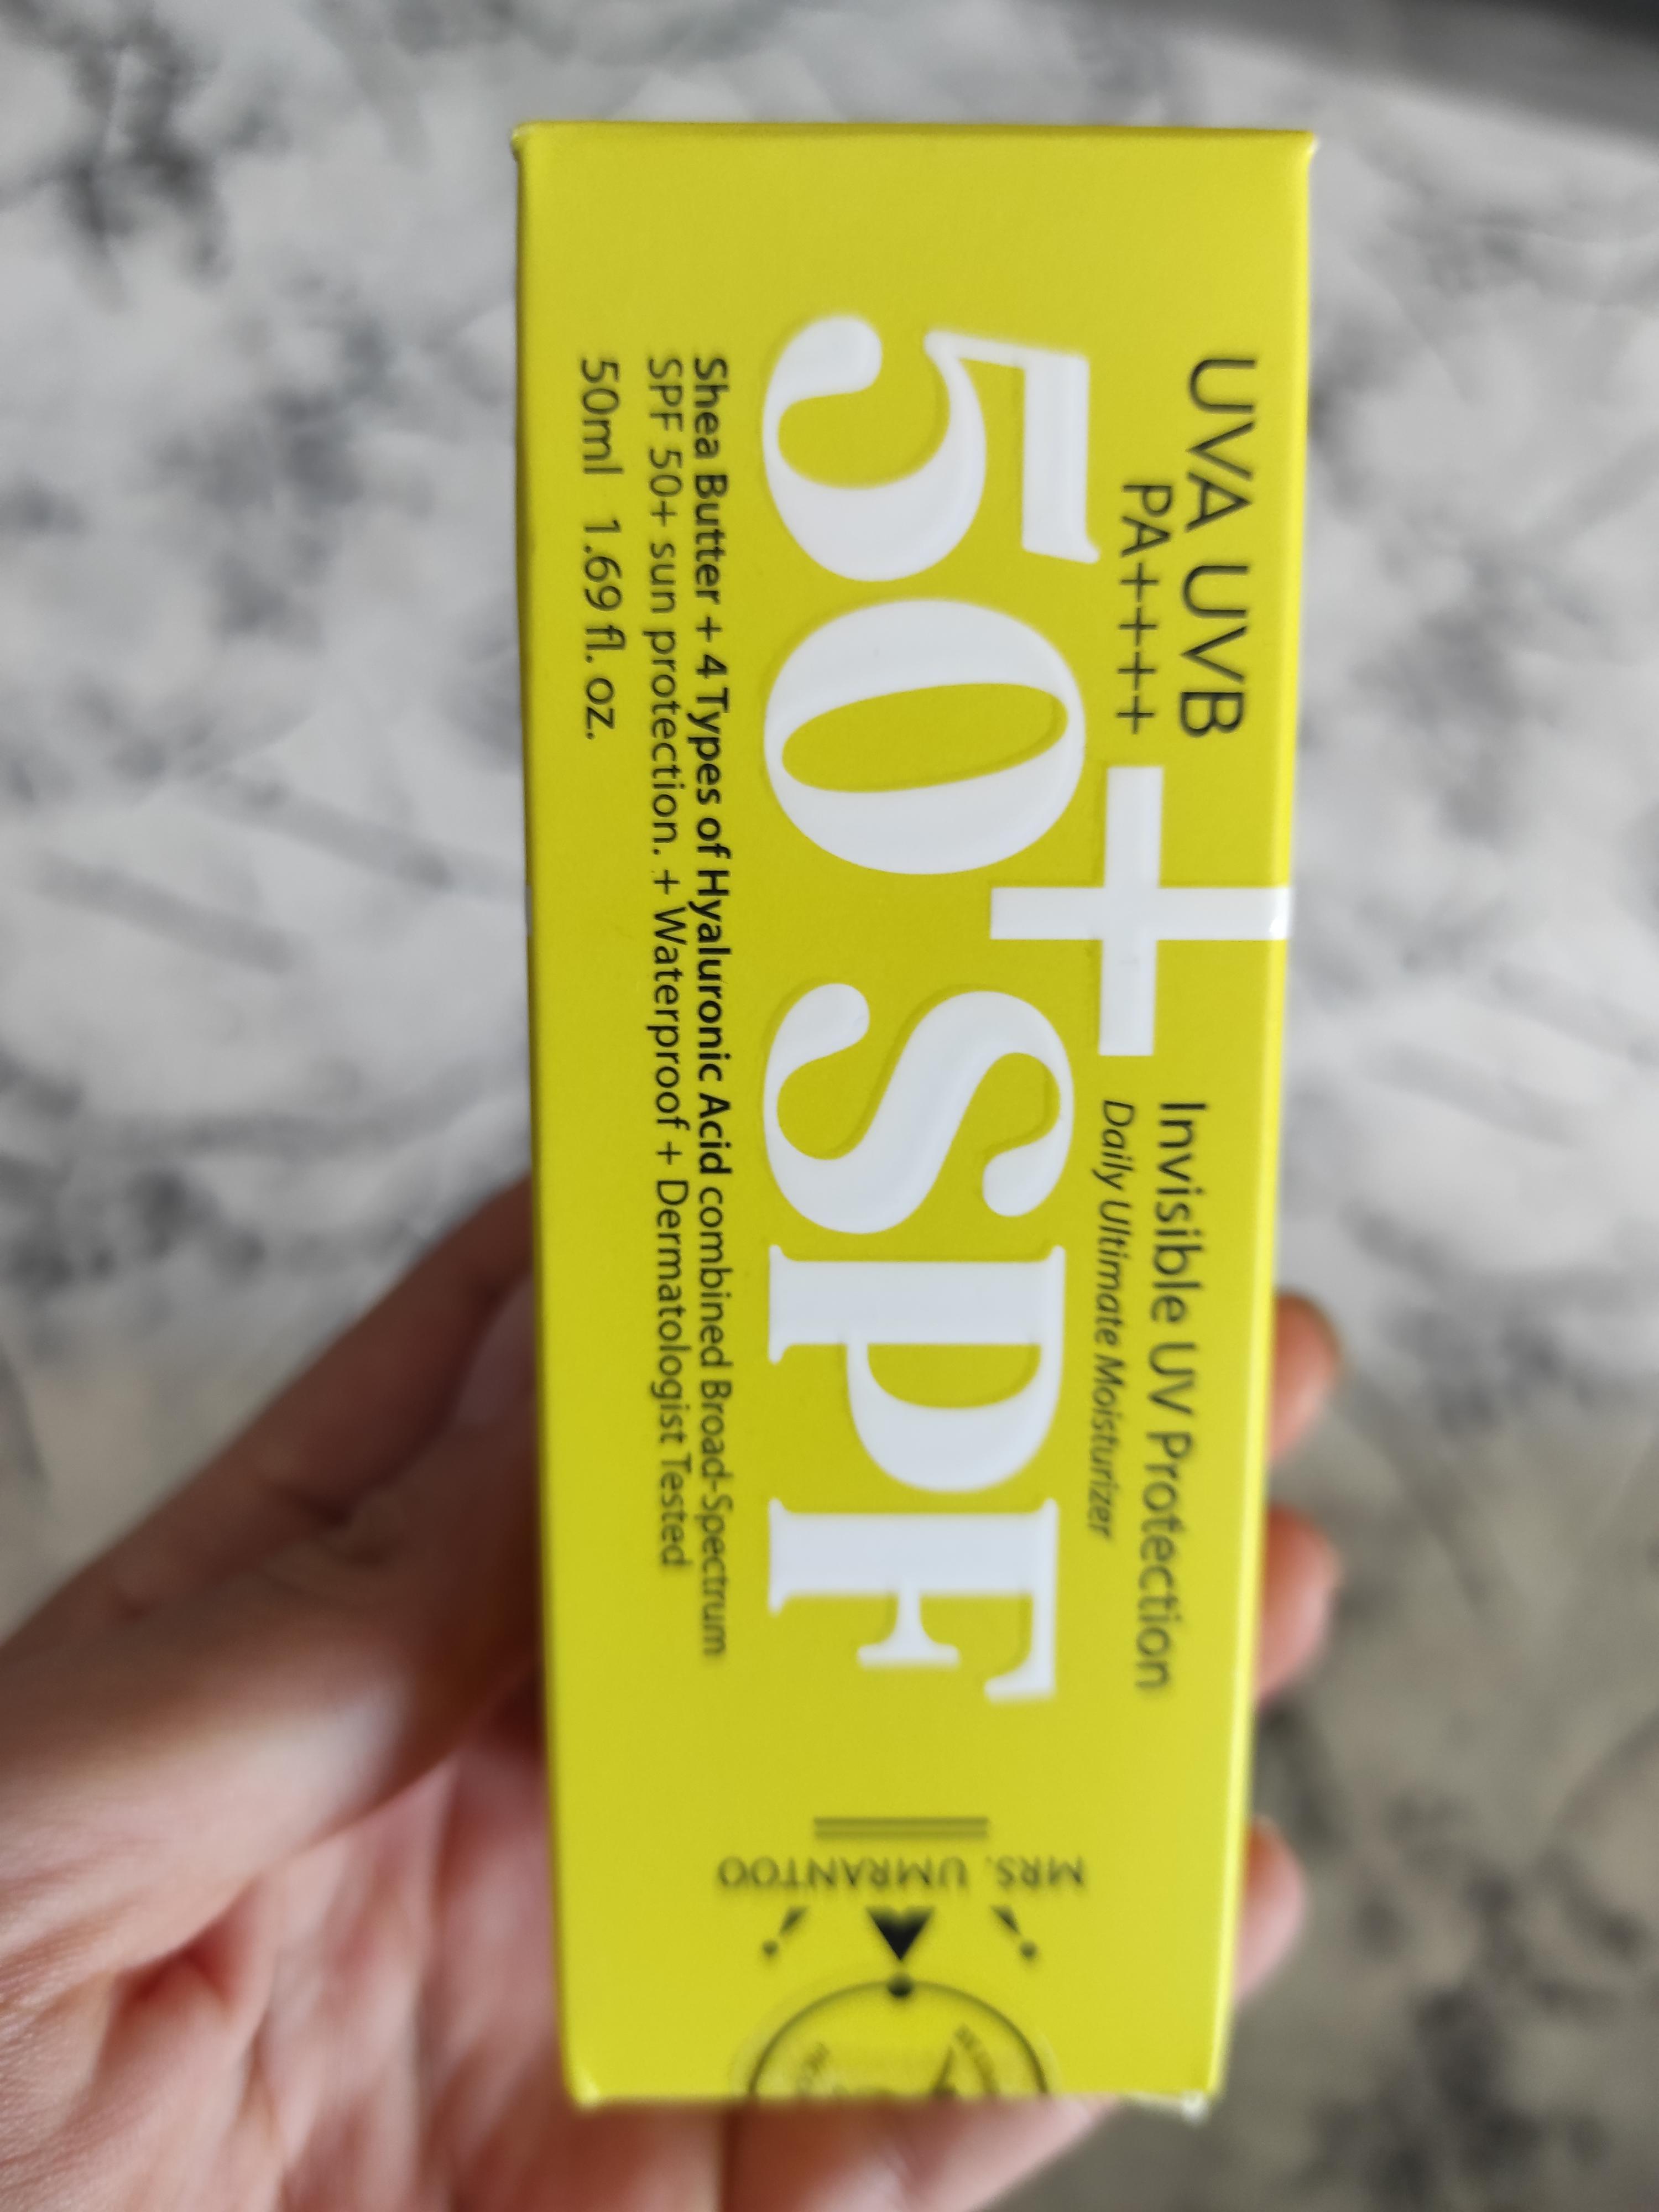 UVA UVB
PA++++
50+SPF
Invisible UV Protection
Daily Ultimate Moisturizer
Shea Butter + 4 Types of Hyaluronic Acid combined Broad-Spectrum
SPF 50+ sun protection. + Waterproof + Dermatologist Tested
50ml 1.69 fl. oz.
MRS. UMRANTOO